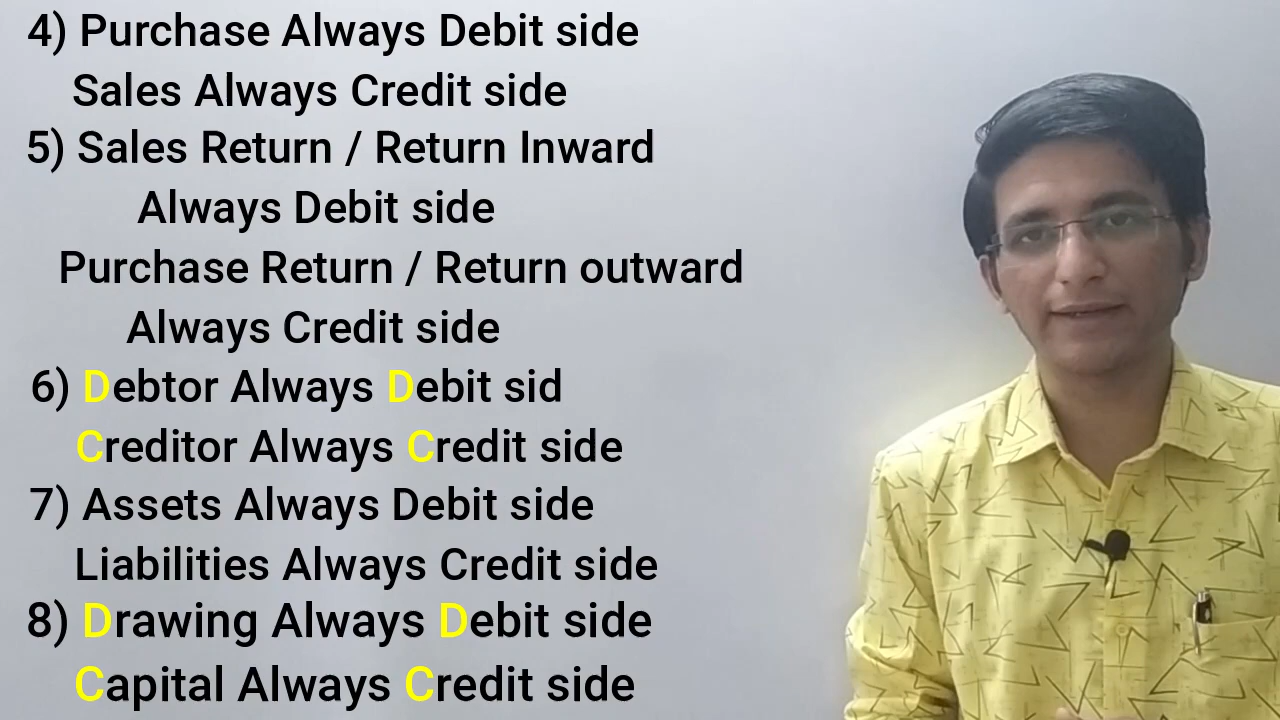 4) Purchase Always Debit side
Sales Always Credit side
5) Sales Return / Return Inward
Always Debit side
Purchase Return / Return outward
Always Credit side
6) Debtor Always Debit sid
Creditor Always Credit side
7) Assets Always Debit side
Liabilities Always Credit side
8) Drawing Always Debit side
Capital Always Credit side